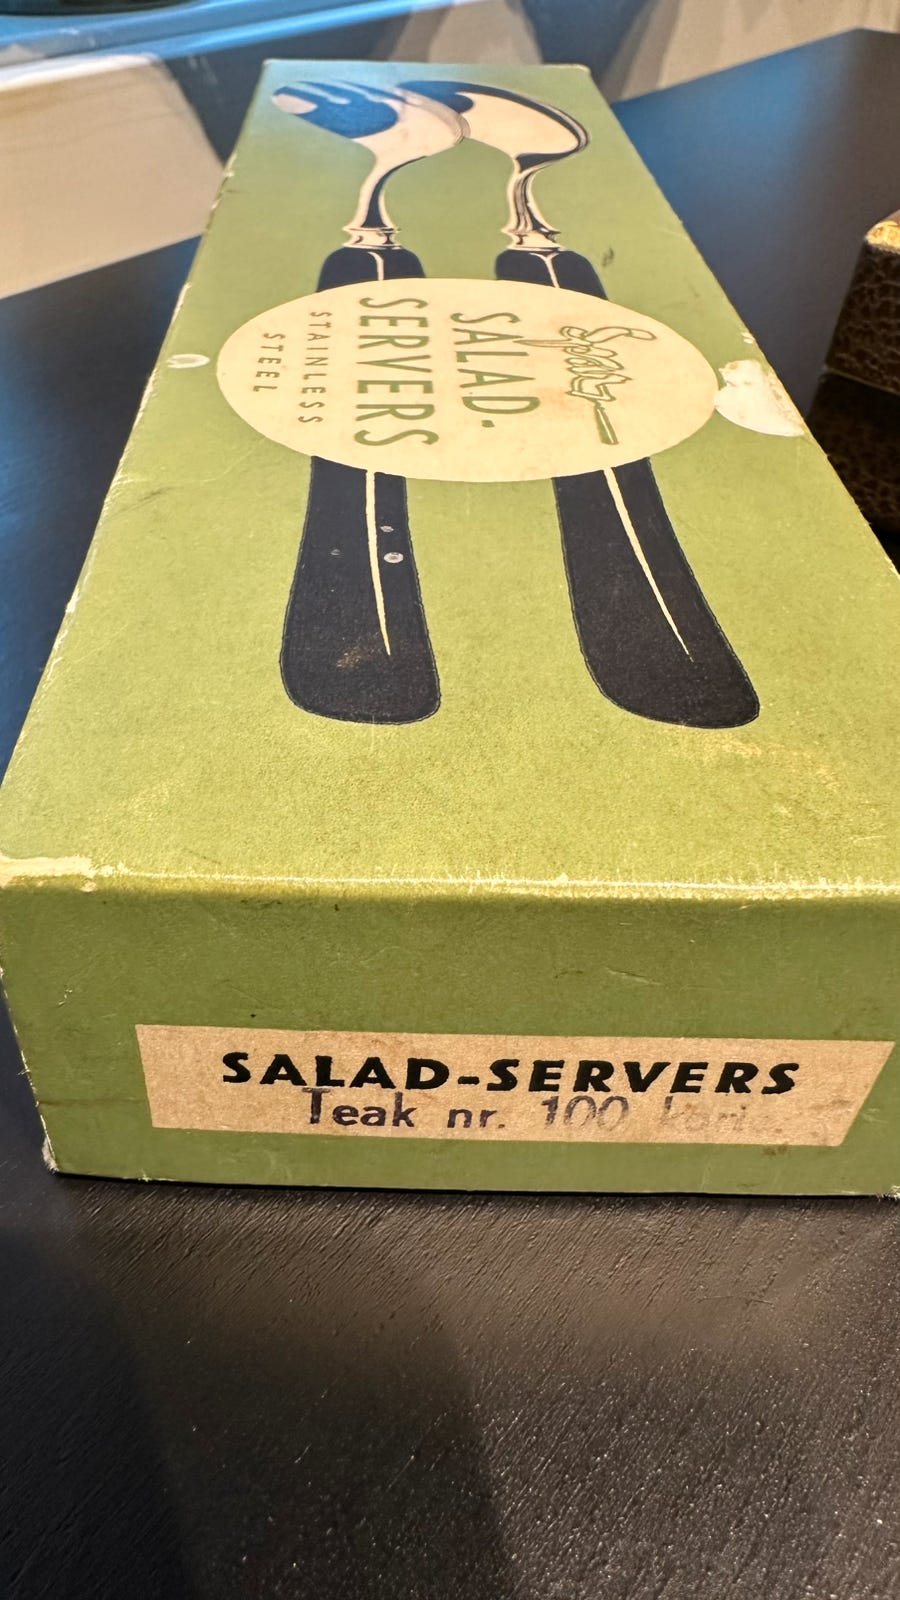 SALAD-
SERVERS
STAINLESS
STEEL
SALAD-SERVERS
Teak nr. 100